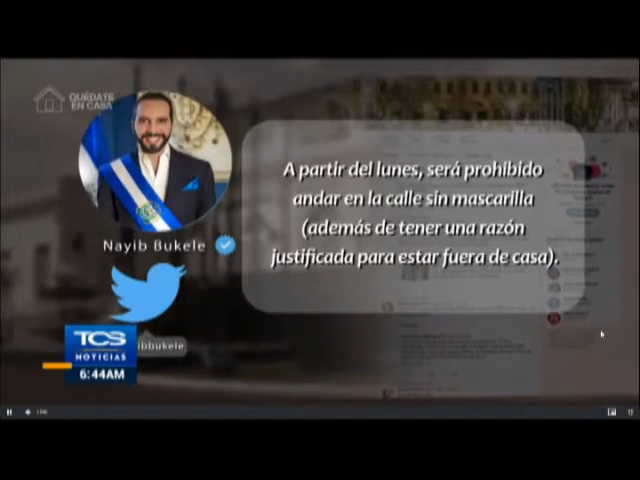 QUÉDATE
EN CASA
A partir del lunes, será prohibido
andar en la calle sin mascarilla
(además de tener una razón
justificada para estar fuera de casa).
Nayib Bukele
ibbukele
TCS
NOTICIAS
6:44AM